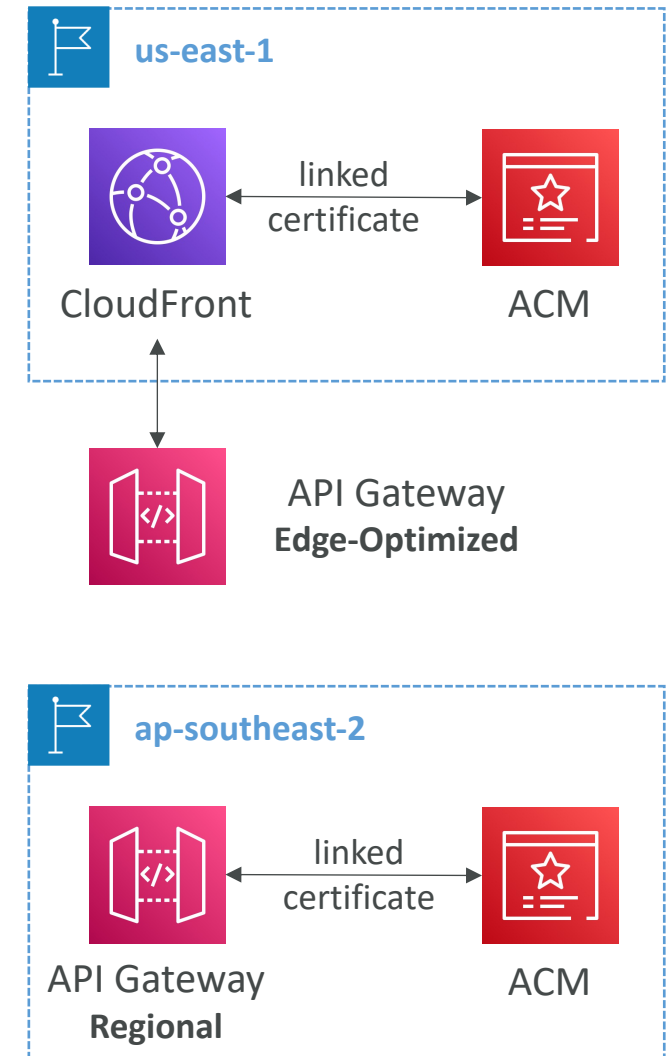 us-east-1
linked
certificate
CloudFront
ACM
</>
API Gateway
Edge-Optimized
ap-southeast-2
</>
linked
certificate
API Gateway
Regional
ACM